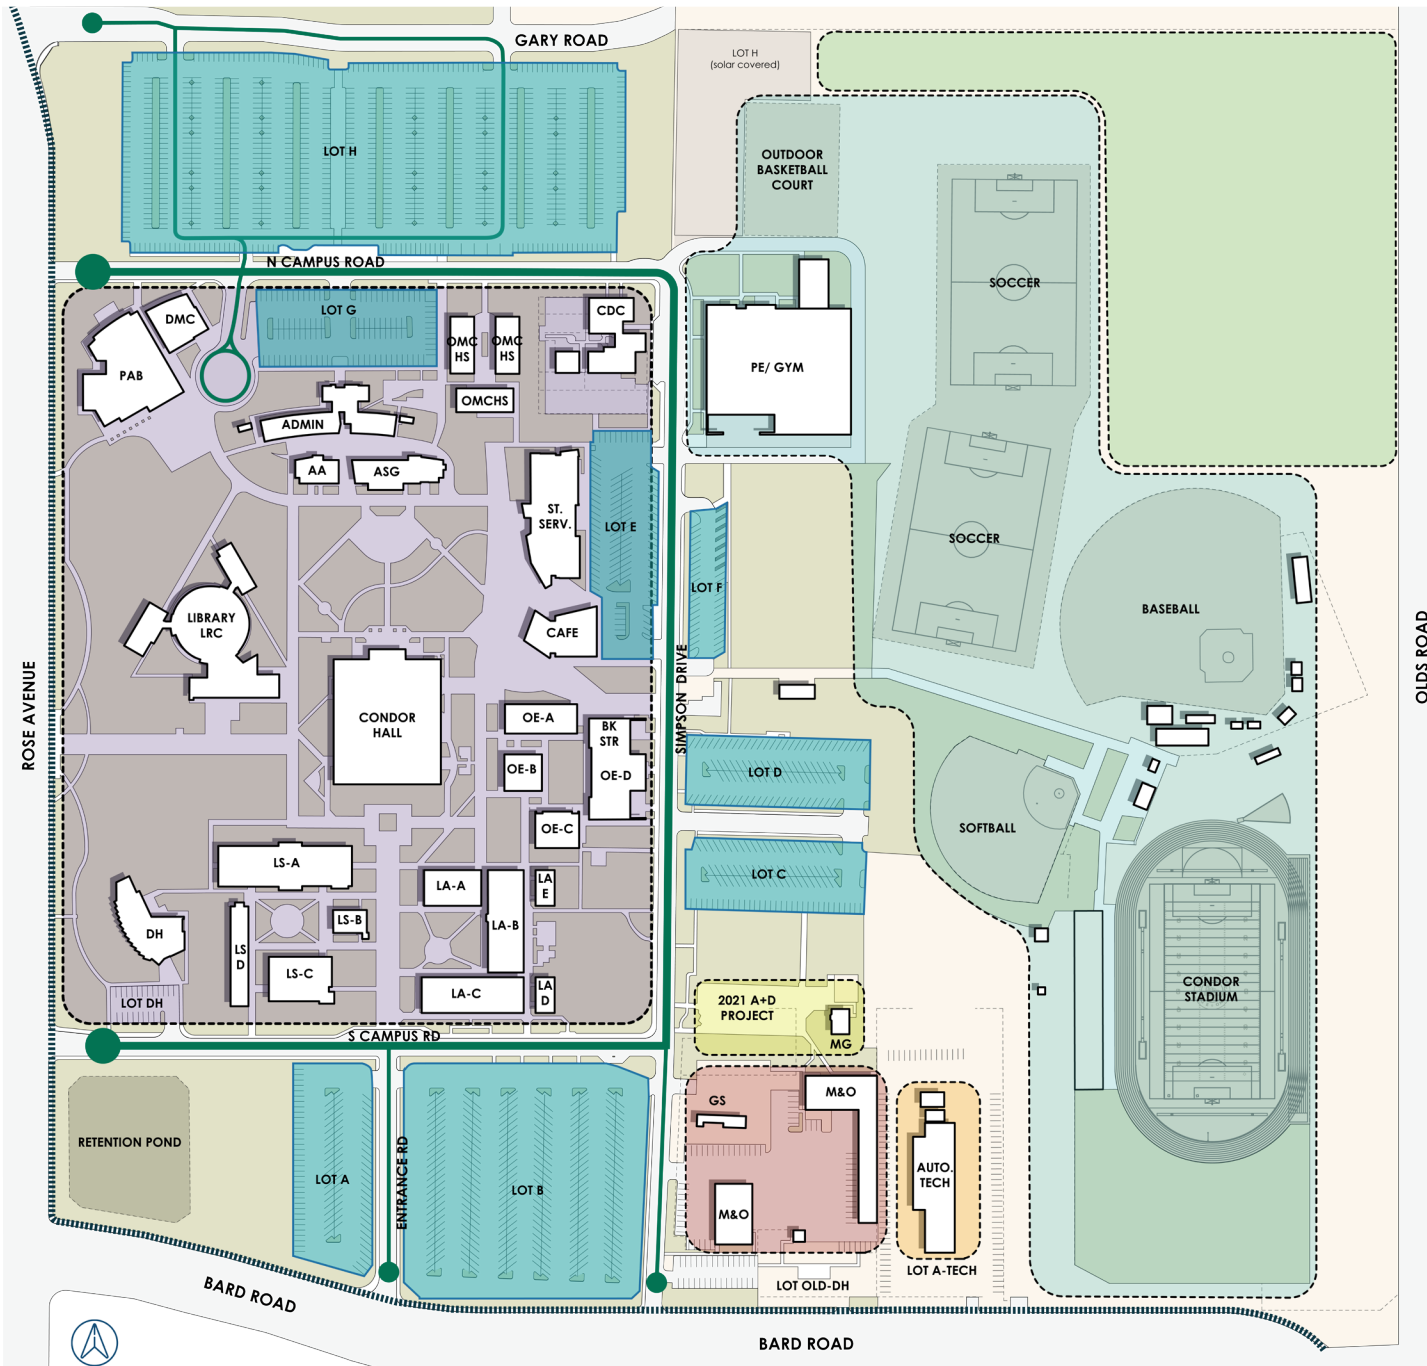 GARY ROAD
LOT H
(solar covered)
LOT H
OUTDOOR
BASKETBALL
COURT
N CAMPUS ROAD
SOCCER
DMC
LOT G
CDC
OMC
HS
OMC
HS
PAB
PE/ GYM
OMCHS
ADMIN
AA
ASG
ST.
SERV.
LOT E
SOCCER
LOT F
LIBRARY
LRC
CAFE
BASEBALL
ROSE AVENUE
SIMPSON DRIVE
OLDS ROAD
CONDOR
HALL
OE-A
BK
STR
OE-B
OE-D
LOT D
OE-C
SOFTBALL
LS-A
LA-A
LA
E
LOT C
DH
LS
D
LS-B
LA-B
LS-C
LA-C
LA
D
CONDOR
STADIUM
LOT DH
2021 A+D
PROJECT
MG
S CAMPUS RD
GS
M&O
RETENTION POND
LOT A
ENTRANCE RD
LOT B
M&O
AUTO.
TECH
LOT A-TECH
LOT OLD-DH
BARD ROAD
BARD ROAD